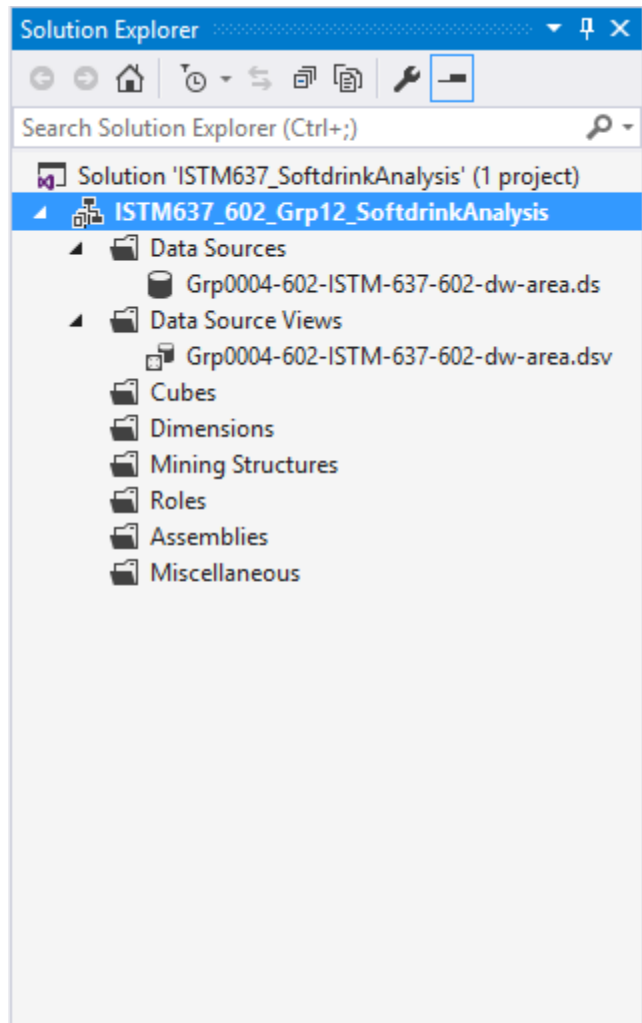 Solution Explorer
Search Solution Explorer (Ctrl+;)
Solution 'ISTM637_SoftdrinkAnalysis' (1 project)
ISTM637_602_Grp12_SoftdrinkAnalysis
Data Sources
Grp0004-602-ISTM-637-602-dw-area.ds
Data Source Views
Grp0004-602-ISTM-637-602-dw-area.dsv
Cubes
Dimensions
Mining Structures
Roles
Assemblies
Miscellaneous